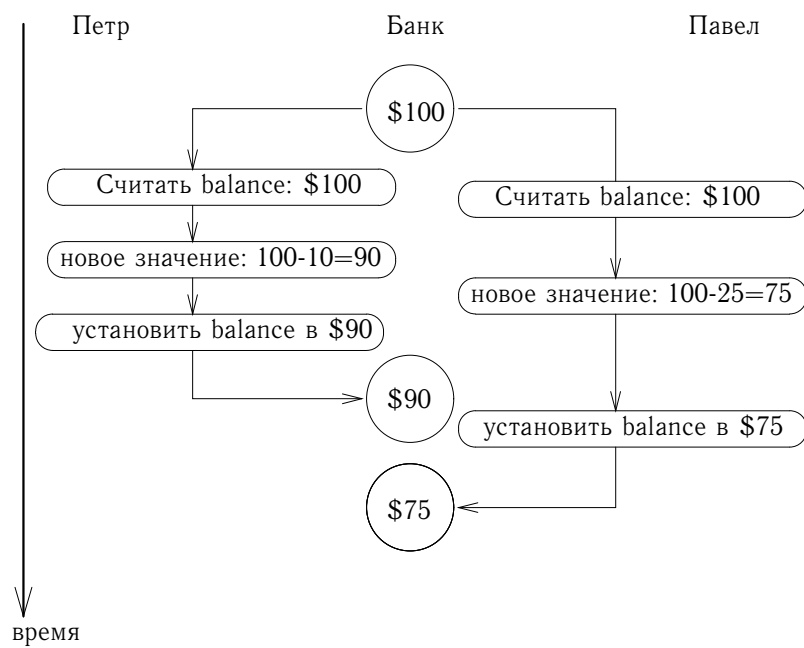 Петр Банк Павел
$100
Считать balance: $100
Считать balance: $100
новое значение: 100-10=90
новое значение: 100-25=75
установить balance в $90
$90
установить balance в $75
$75
время